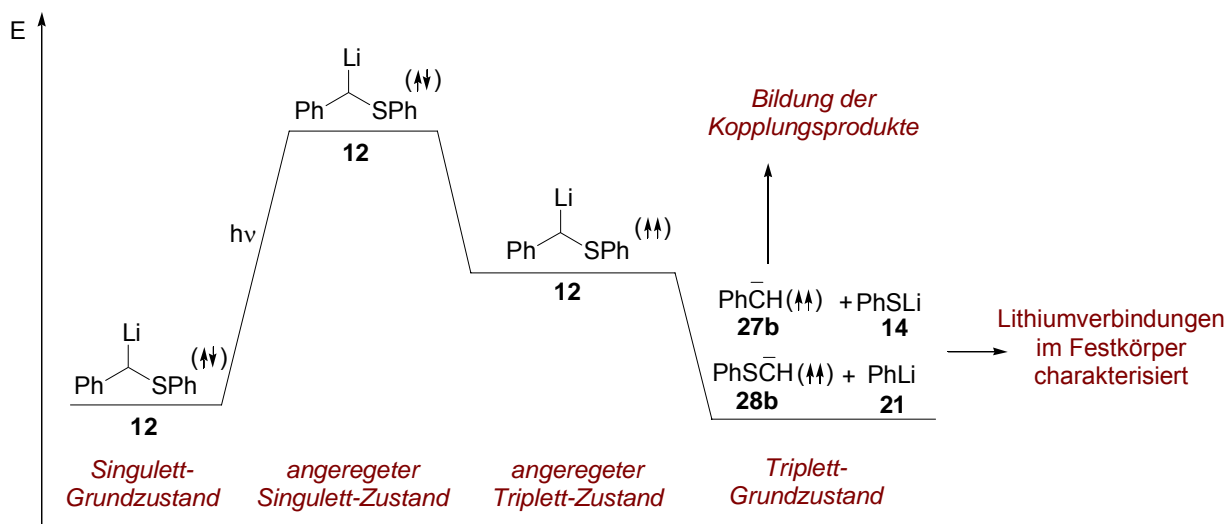 E
Li
Ph
SPh
(↑↓)
12
Bildung der
Kopplungsprodukte
hν
Li
Ph
SPh
(↑↑)
12
PhCH(↑↑) + PhSLi
27b
14
PhSCH(↑↑) + PhLi
28b
21
Lithiumverbindungen
im Festkörper
charakterisiert
Li
Ph
SPh
(↑↓)
12
Singulett-
Grundzustand
angeregeter
Singulett-Zustand
angeregeter
Triplett-Zustand
Triplett-
Grundzustand